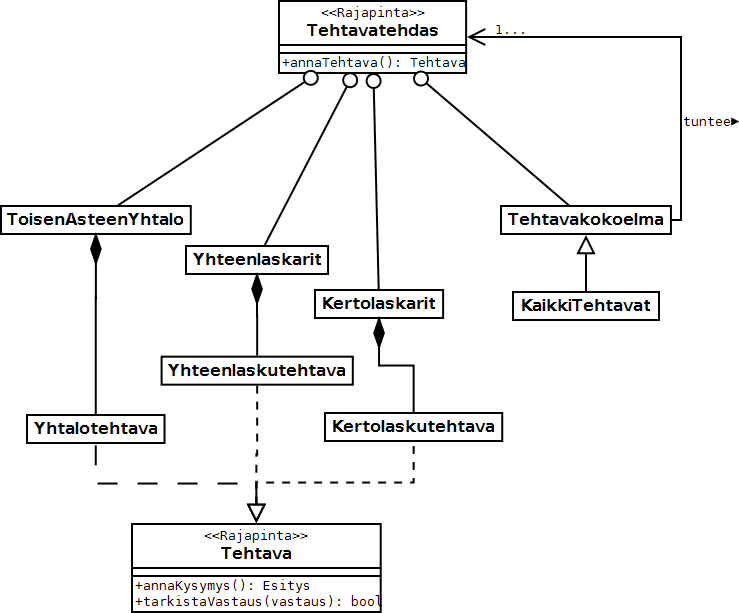 <<Rajapinta>>
Tehtavatehdas
+annaTehtava(): Tehtava
1...
tuntee
ToisenAsteenYhtalo
Tehtavakokoelma
Yhteenlaskarit
Kertolaskarit
KaikkiTehtavat
Yhteenlaskutehtava
Yhtalotehtava
Kertolaskutehtava
<<Rajapinta>>
Tehtava
+annaKysymys(): Esitys
+tarkistaVastaus(vastaus): bool